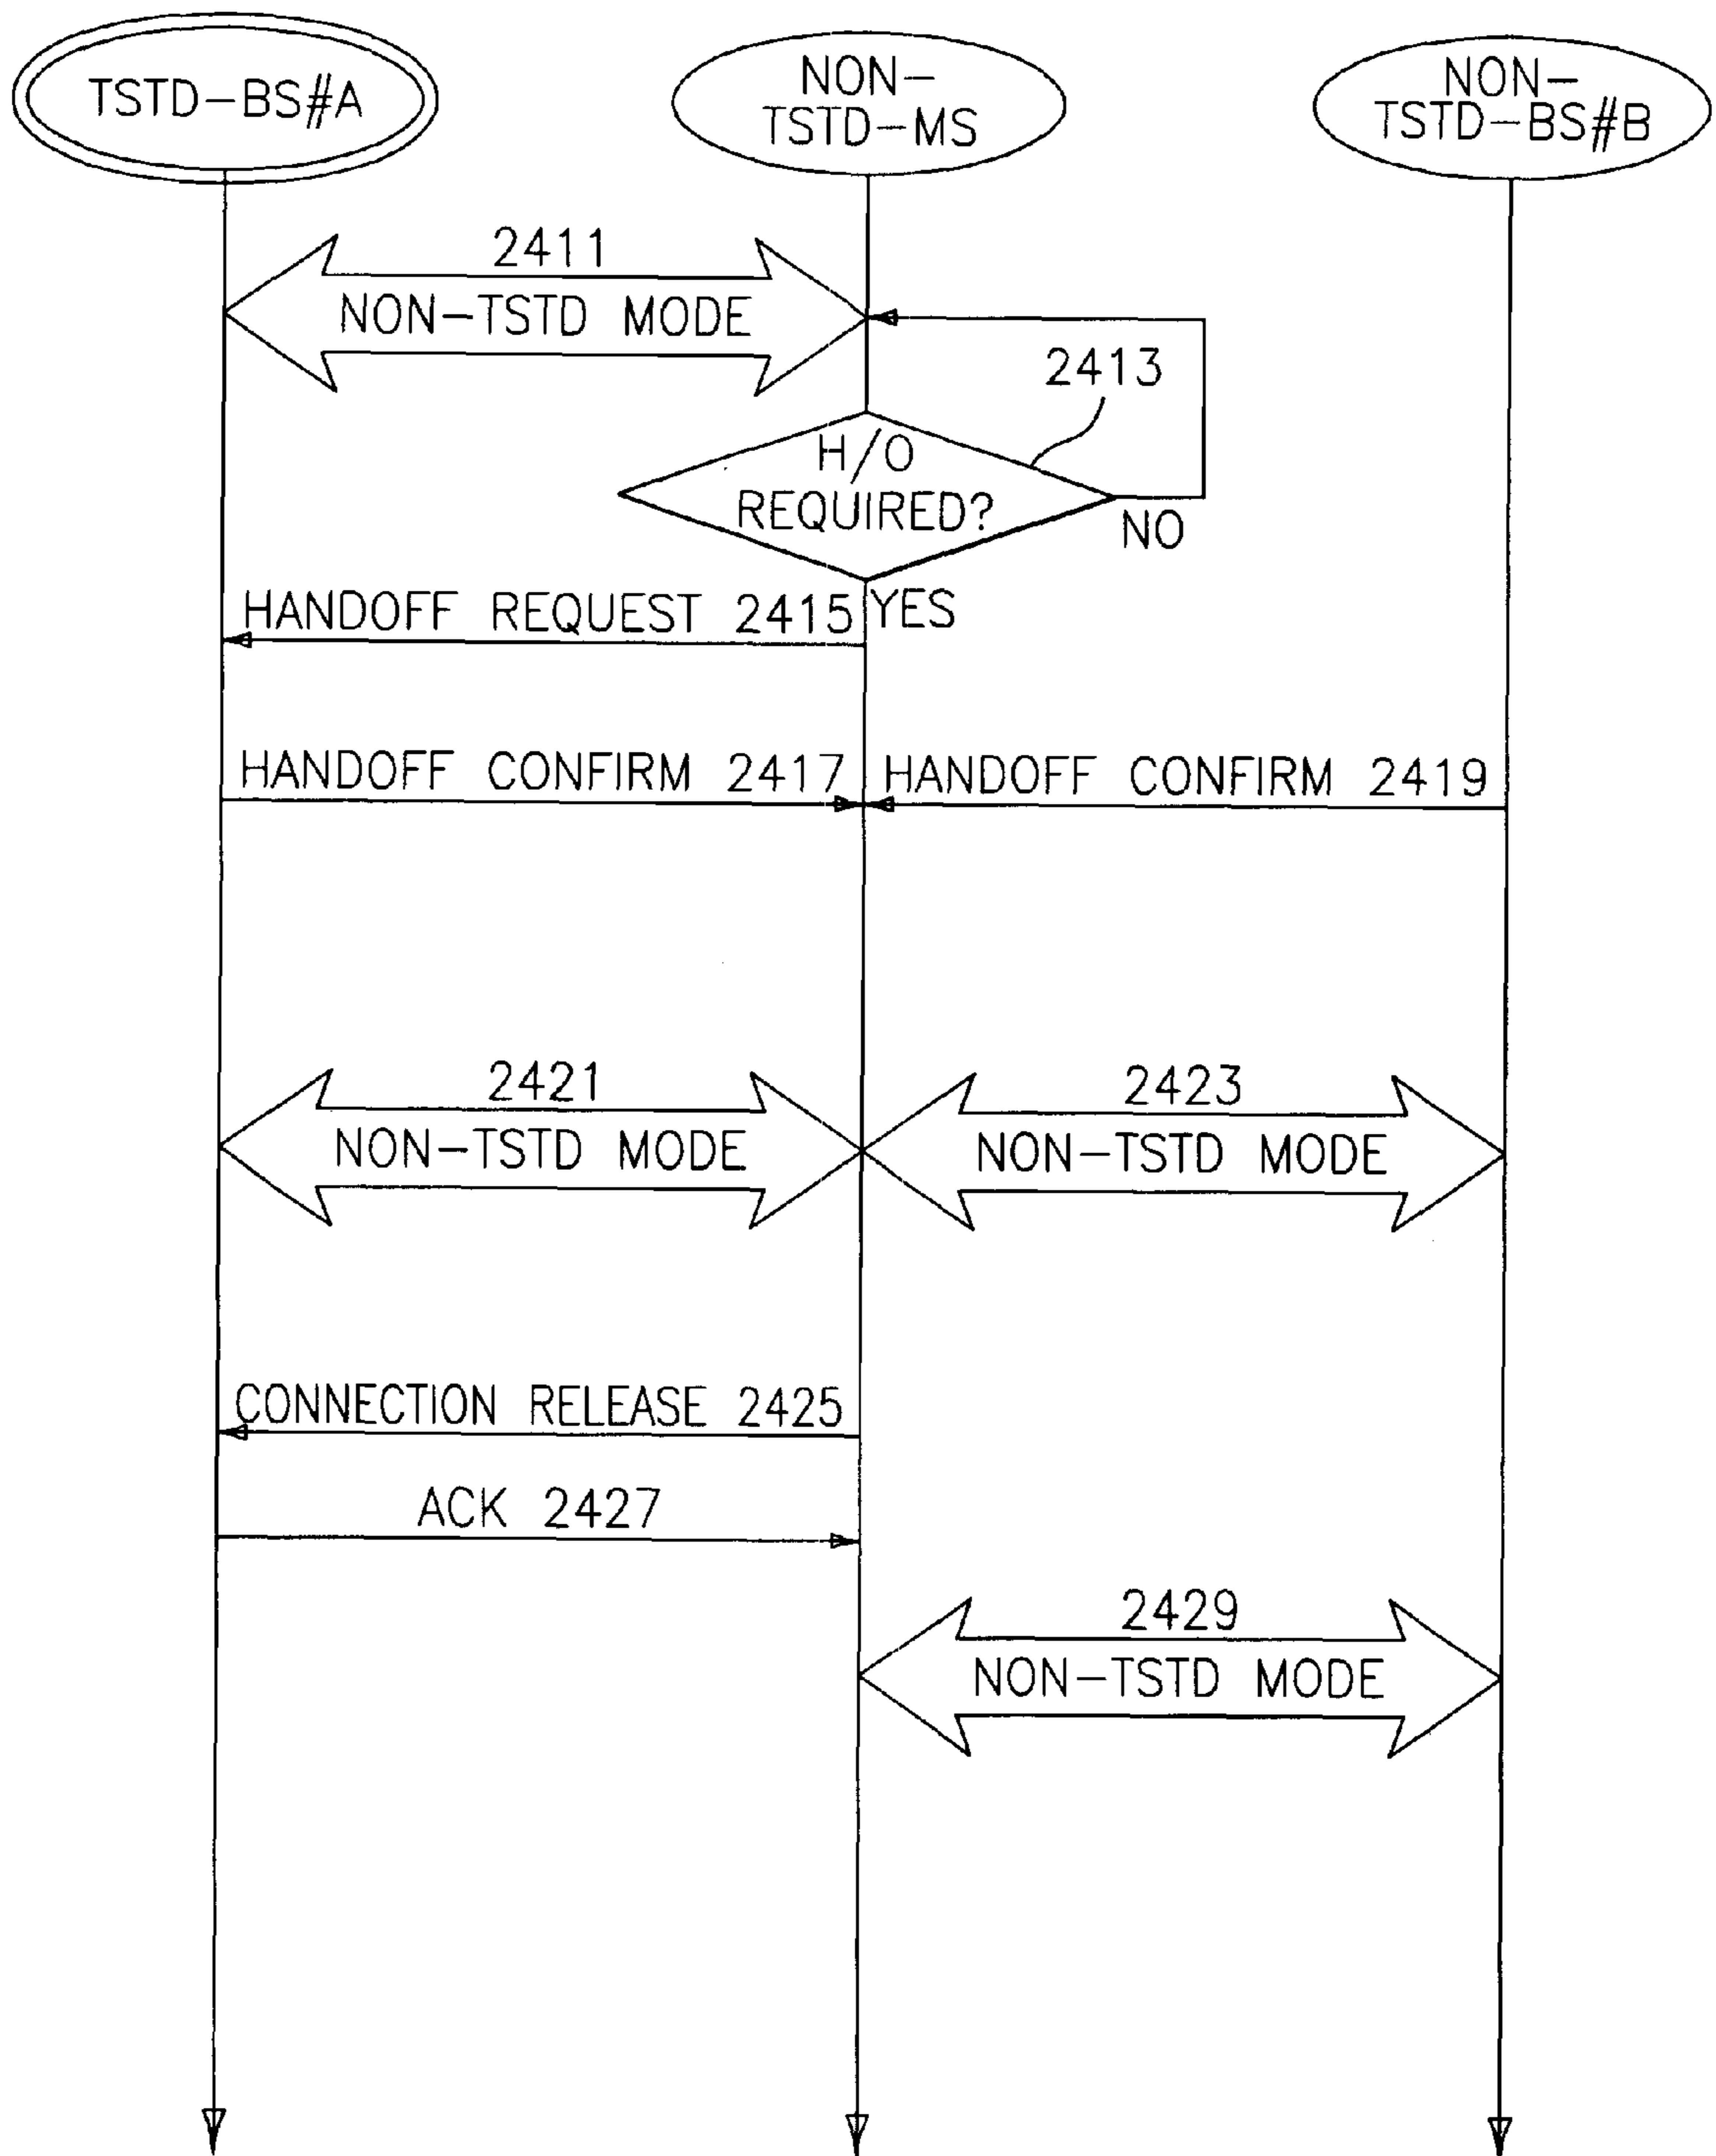 TSTD-BS#A
NON-
TSTD-MS
NON-
TSTD-BS#B
2411
NON-TSTD MODE
2413
H/O
REQUIRED?
NO
HANDOFF REQUEST 2415
YES
HANDOFF CONFIRM 2417
HANDOFF CONFIRM 2419
2421
NON-TSTD MODE
2423
NON-TSTD MODE
CONNECTION RELEASE 2425
ACK 2427
2429
NON-TSTD MODE